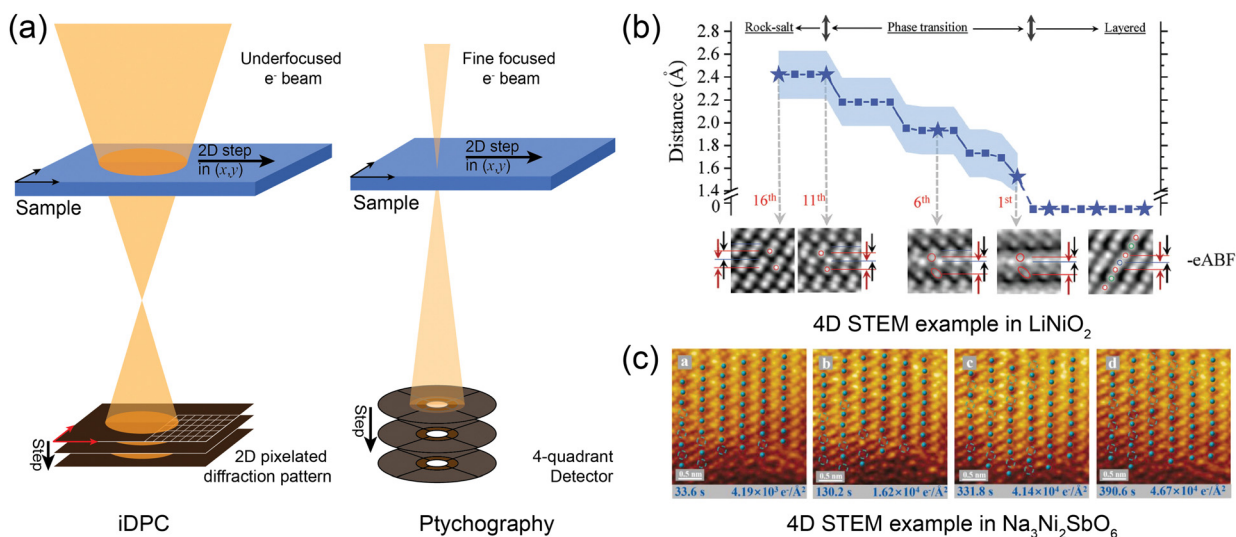 (a)
Underfocused
e⁻ beam
2D step
in (x,y)
Sample
Step
2D pixelated
diffraction pattern
iDPC
Fine focused
e⁻ beam
2D step
in (x,y)
Sample
Step
4-quadrant
Detector
Ptychography
(b)
Rock-salt
Phase transition
Layered
Distance (Å)
2.8
2.6
2.4
2.2
2.0
1.8
1.6
1.4
0
16th
11th
6th
1st
-eABF
4D STEM example in LiNiO₂
(c)
a
0.5 nm
33.6 s 4.19×10³ e⁻/Å²
b
0.5 nm
130.2 s 1.62×10⁴ e⁻/Å²
c
0.5 nm
331.8 s 4.14×10⁴ e⁻/Å²
d
0.5 nm
390.6 s 4.67×10⁴ e⁻/Å²
4D STEM example in Na₃Ni₂SbO₆